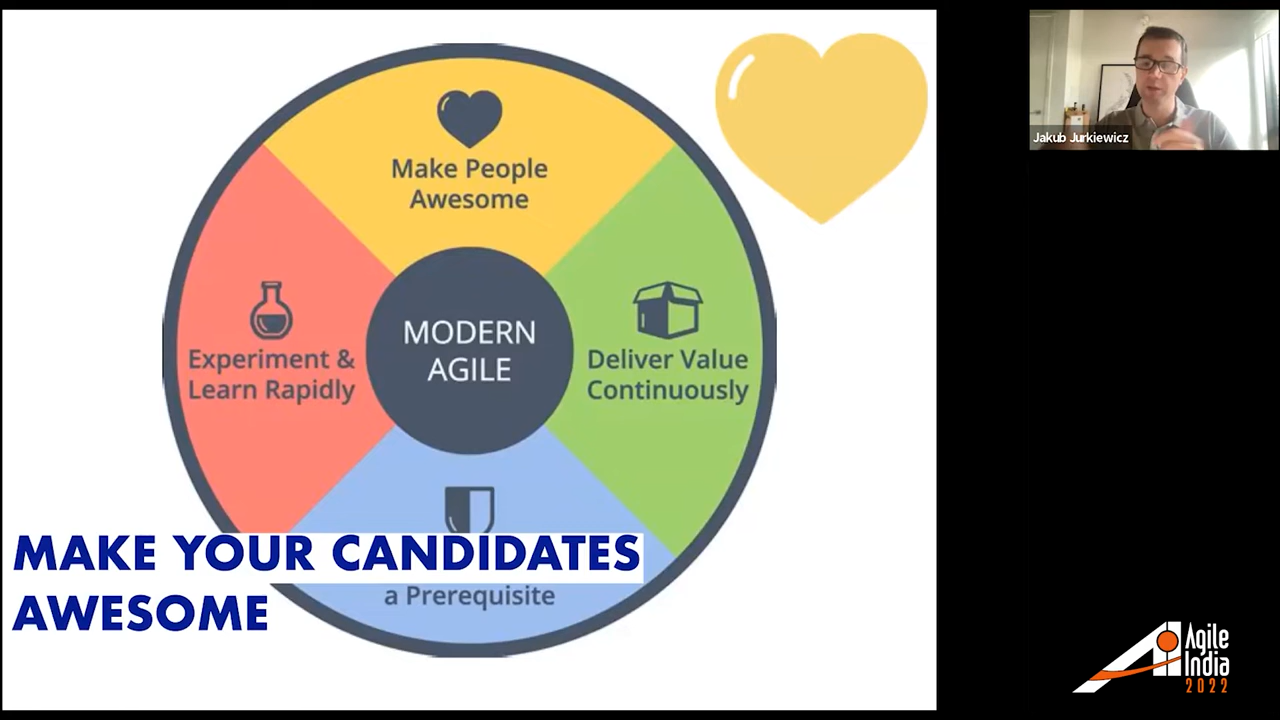 Make People
Awesome
Experiment &
Learn Rapidly
MODERN
AGILE
Deliver Value
Continuously
a Prerequisite
MAKE YOUR CANDIDATES
AWESOME
Jakub Jurkiewicz
Agile
India
2022